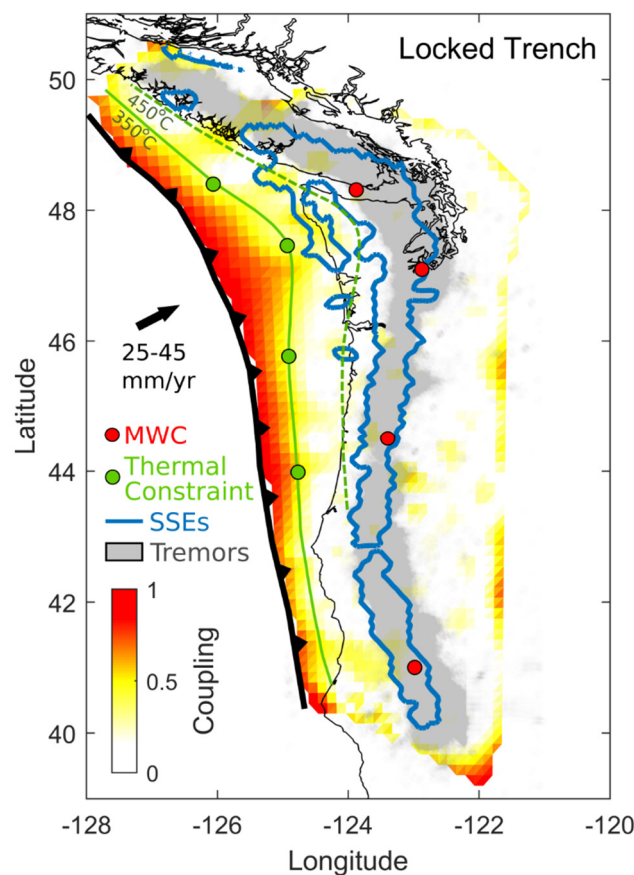 Locked Trench
50
48
46
44
42
40
Latitude
450°C
350°C
25-45
mm/yr
MWC
Thermal
Constraint
SSEs
Tremors
1
0.5
0
Coupling
-128
-126
-124
-122
-120
Longitude